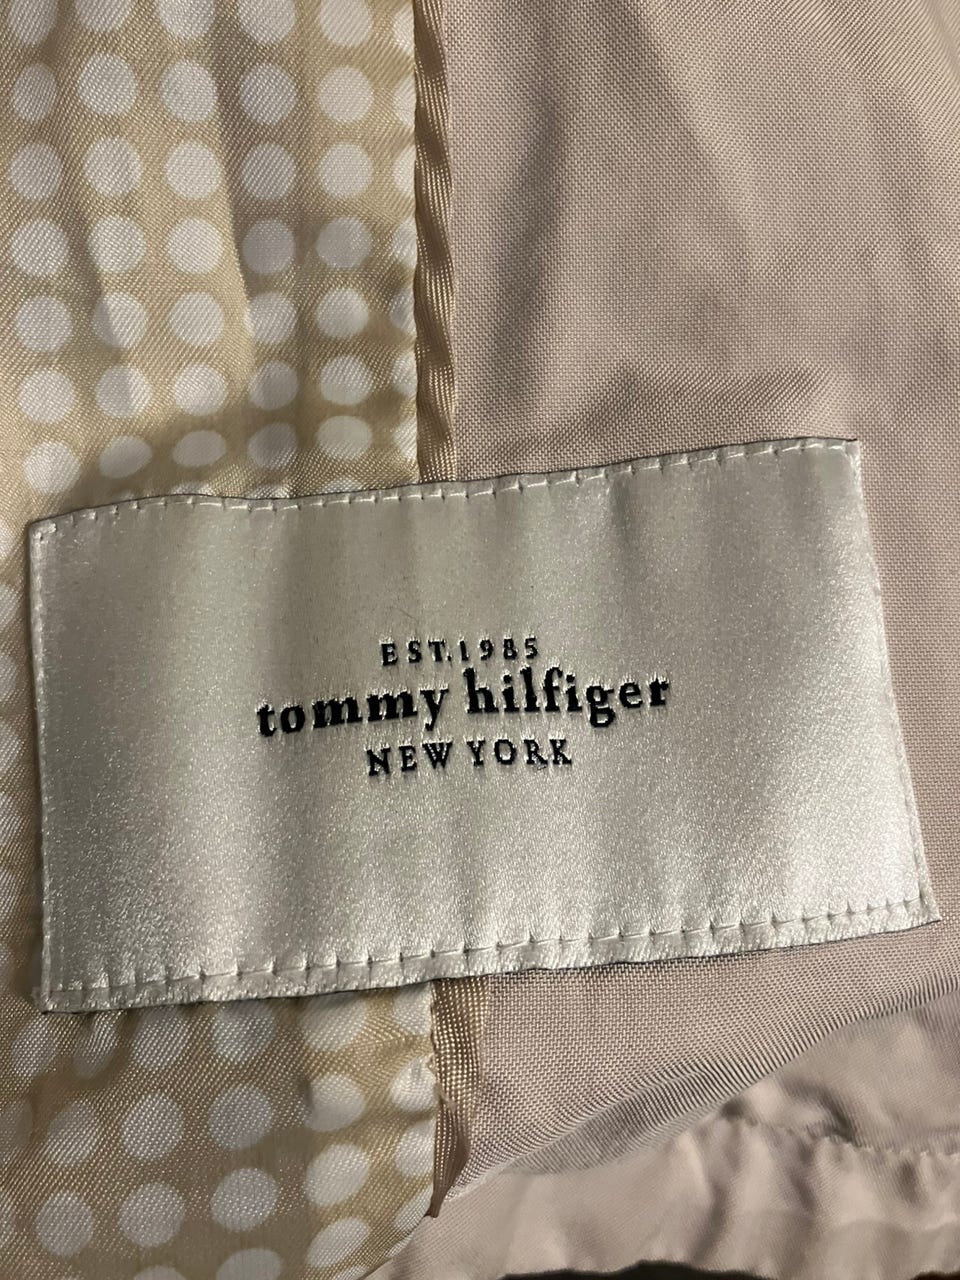 EST.1985
tommy hilfiger
NEW YORK